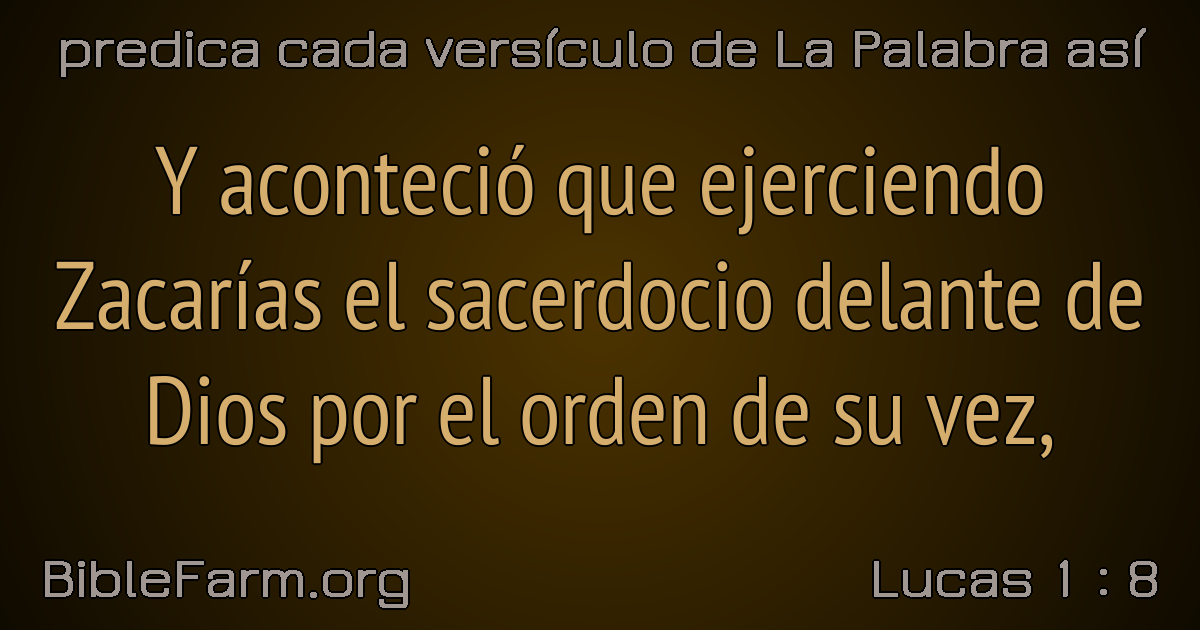 predica cada versículo de La Palabra así
Y aconteció que ejerciendo
Zacarías el sacerdocio delante de
Dios por el orden de su vez,
BibleFarm.org
Lucas 1 : 8